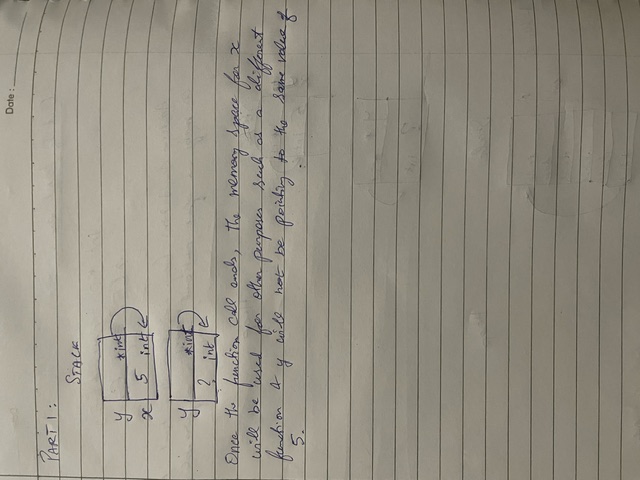 Date :
PART 1 :
STACK
y *int
x 5 int
y *int
? int
Once the function call ends, the memory space for x
will be used for other purposes such as a different
function & y will not be pointing to the same value of
5.